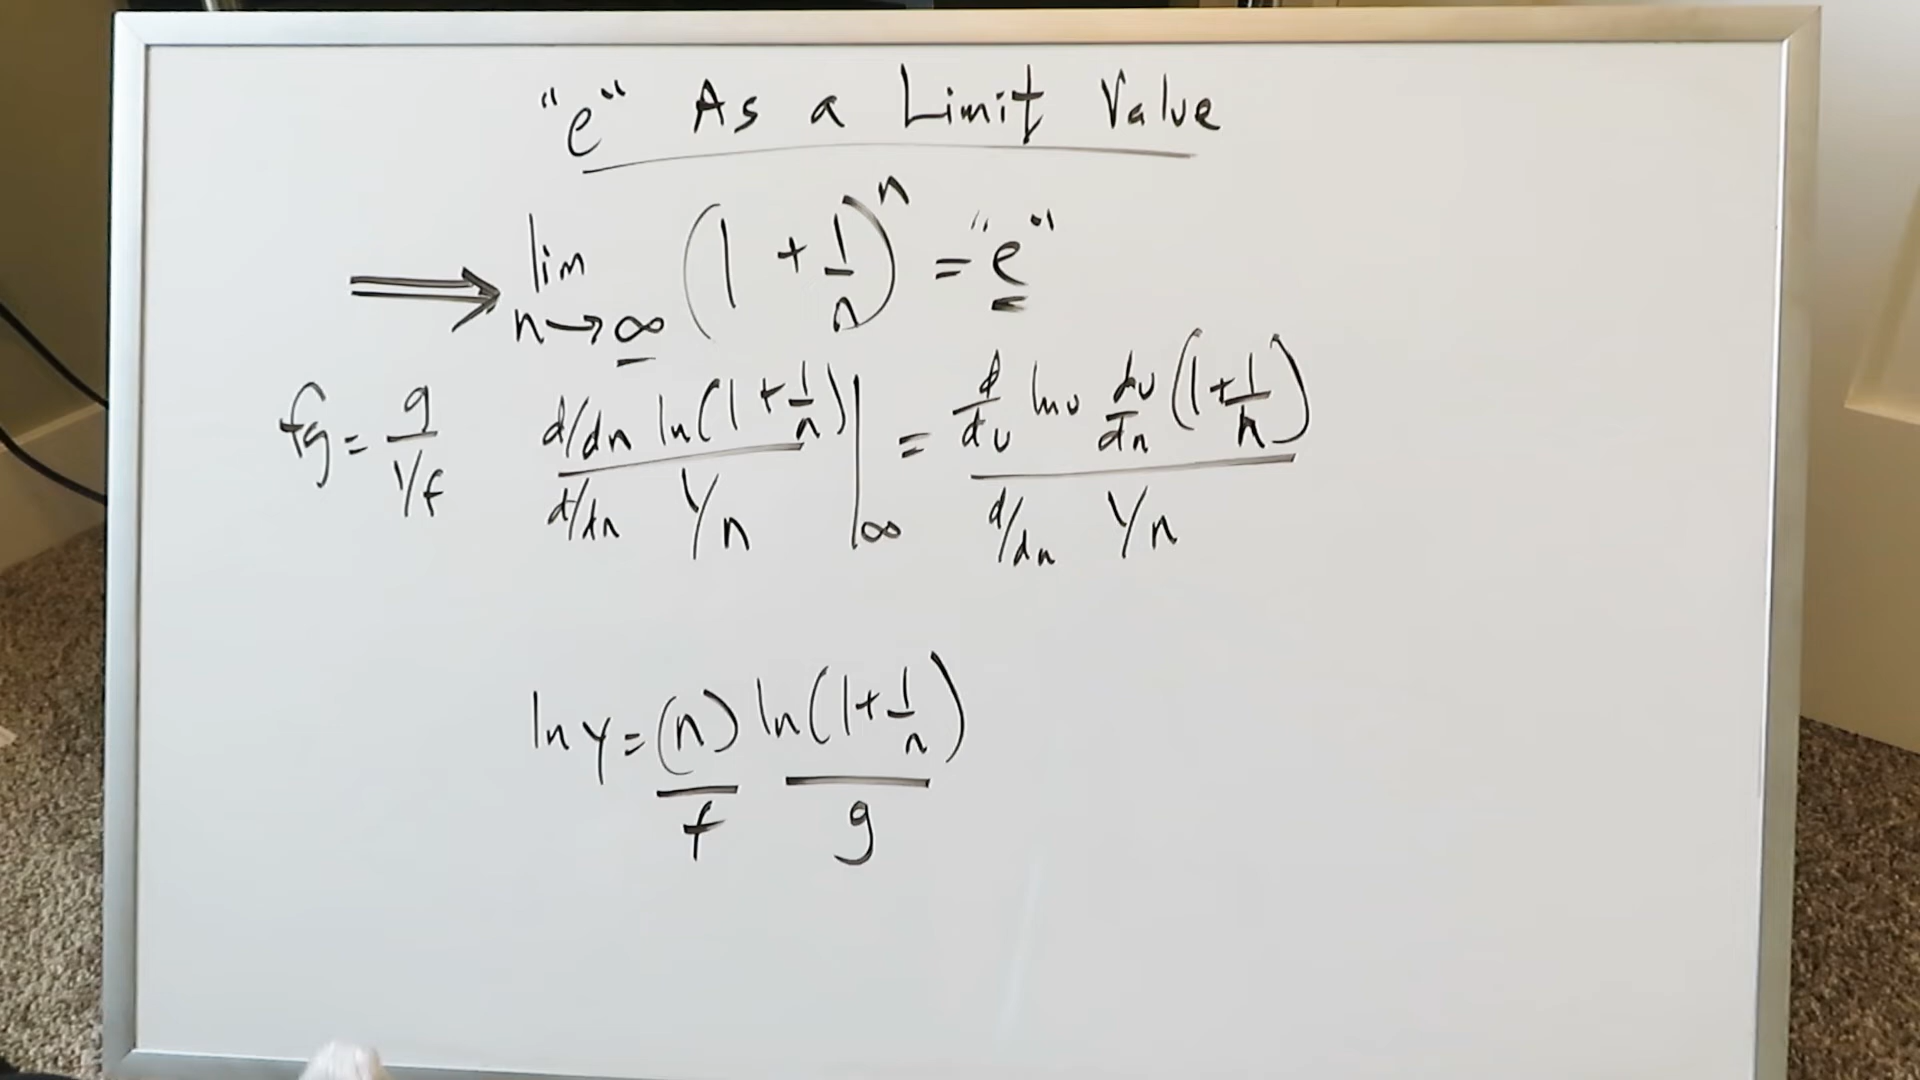 "e" As a Limit Value
⟹ lim n→∞ (1 + 1/n)^n = "e"
fg = g/(1/f)   (d/dn ln(1 + 1/n))/(d/dn 1/n) |∞ = (d/du ln u du/dn (1 + 1/n))/(d/dn 1/n)
ln y = (n) ln(1 + 1/n)
f g